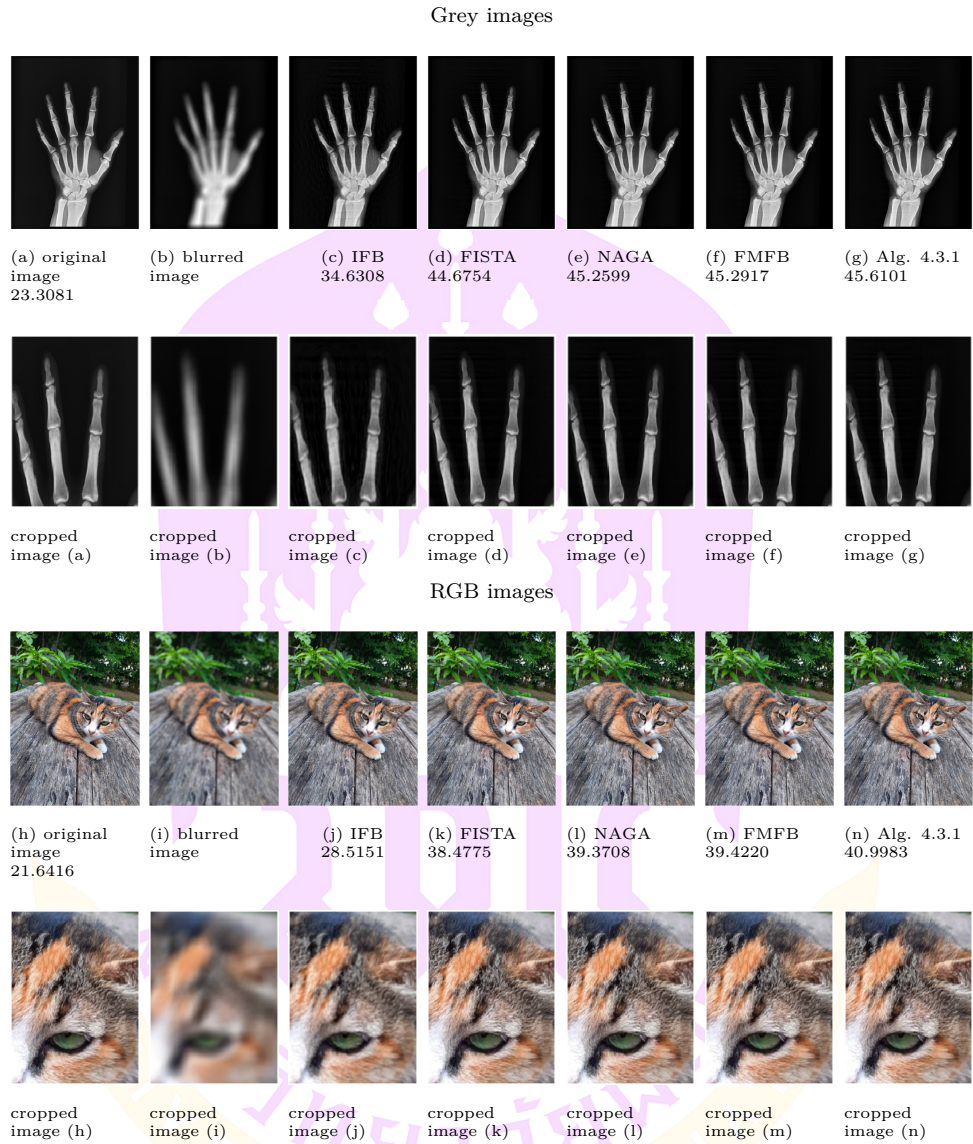 Grey images
(a) original
image
23.3081
(b) blurred
image
(c) IFB
34.6308
(d) FISTA
44.6754
(e) NAGA
45.2599
(f) FMFB
45.2917
(g) Alg. 4.3.1
45.6101
cropped
image (a)
cropped
image (b)
cropped
image (c)
cropped
image (d)
cropped
image (e)
cropped
image (f)
cropped
image (g)
RGB images
(h) original
image
21.6416
(i) blurred
image
(j) IFB
28.5151
(k) FISTA
38.4775
(l) NAGA
39.3708
(m) FMFB
39.4220
(n) Alg. 4.3.1
40.9983
cropped
image (h)
cropped
image (i)
cropped
image (j)
cropped
image (k)
cropped
image (l)
cropped
image (m)
cropped
image (n)